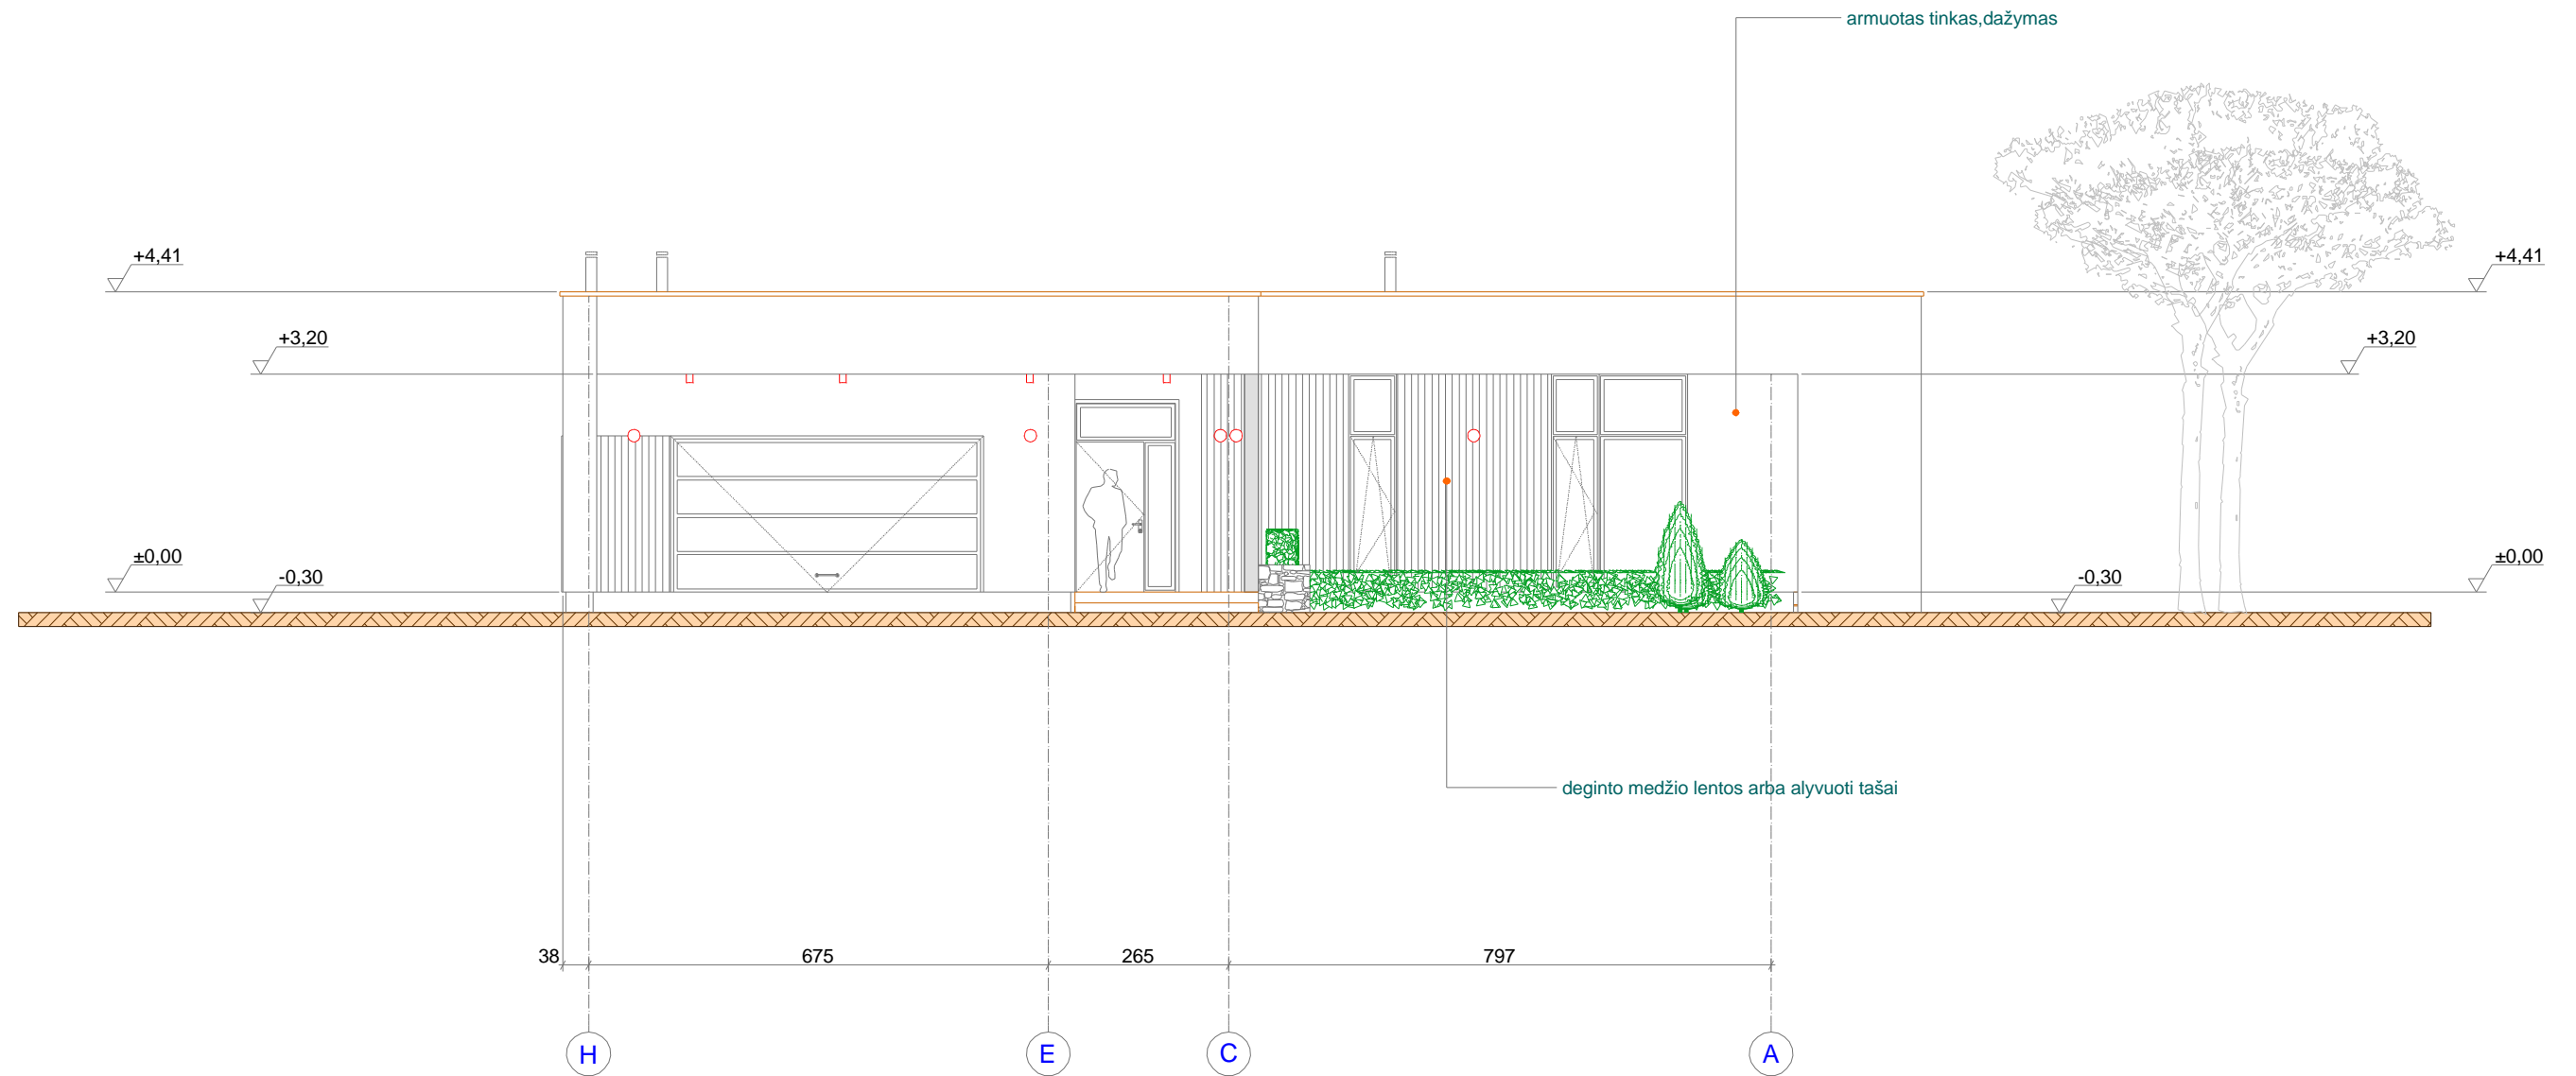 armuotas tinkas,dažymas
+4,41
+4,41
+3,20
+3,20
±0,00
±0,00
-0,30
-0,30
deginto medžio lentos arba alyvuoti tašai
38
675
265
797
H
E
C
A